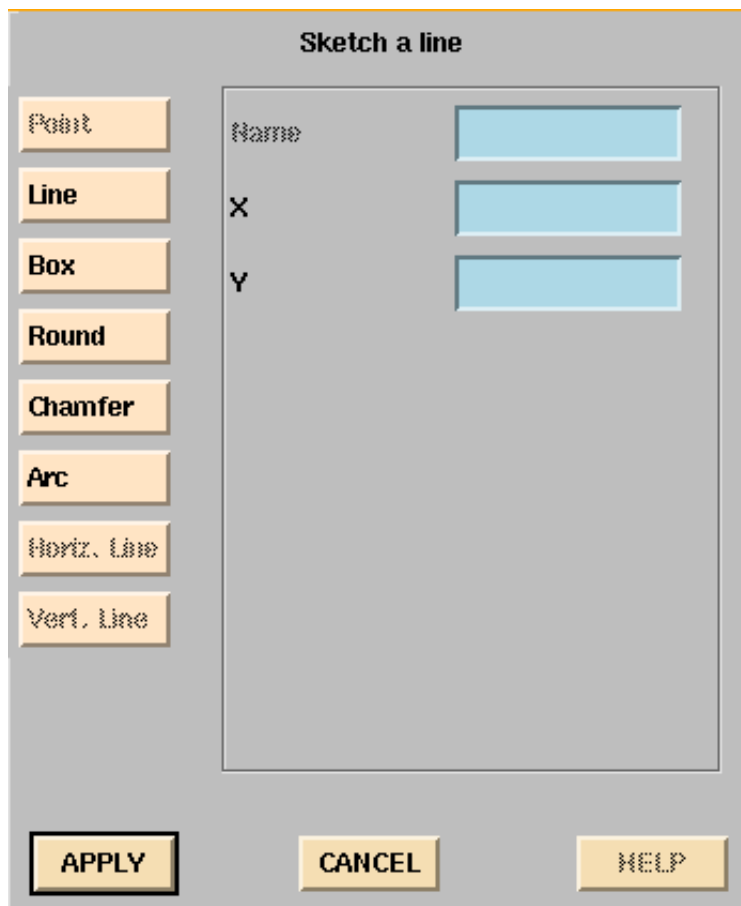 Sketch a line
Point
Line
Box
Round
Chamfer
Arc
Horiz. Line
Vert. Line
Name
X
Y
APPLY
CANCEL
HELP